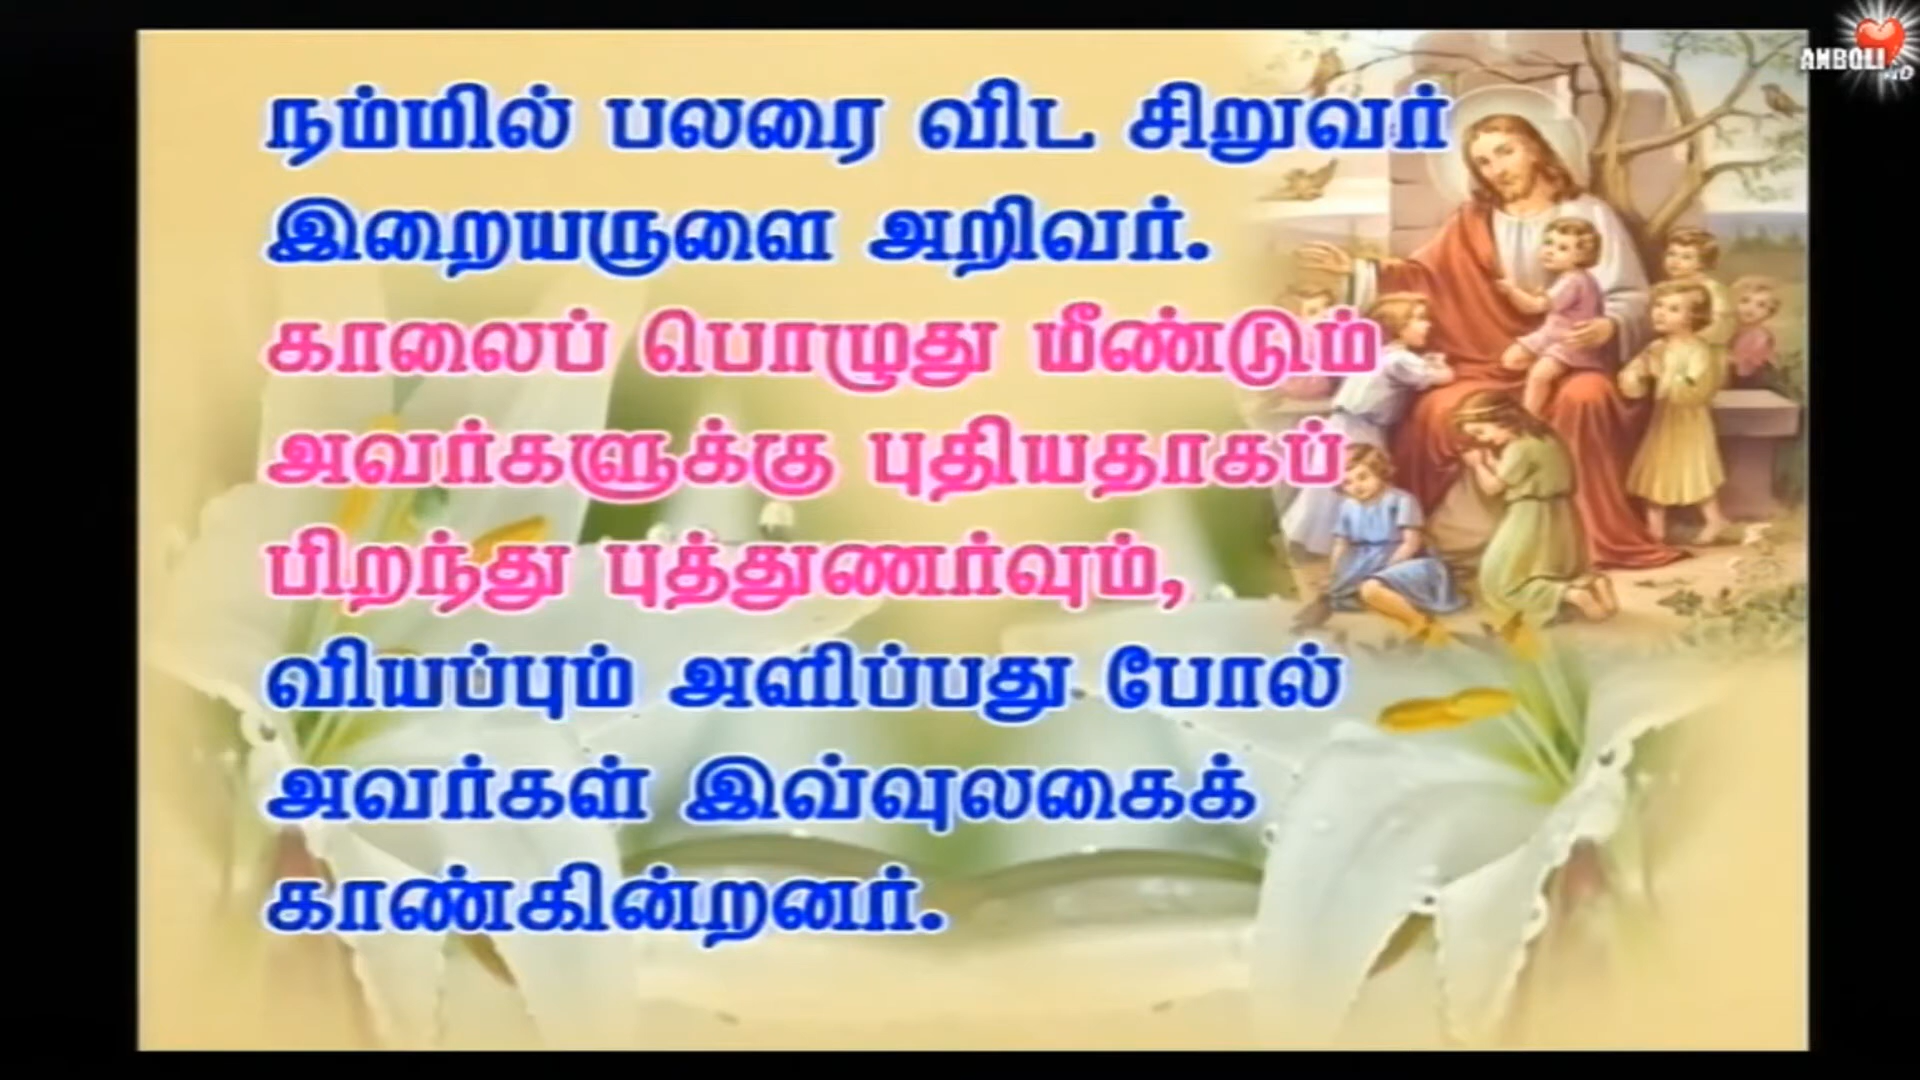 நம்மில் பலரை விட சிறுவர்
இறையருளை அறிவர்.
காலைப் பொழுது மீண்டும்
அவர்களுக்கு புதியதாகப்
பிறந்து புத்துணர்வும்,
வியப்பும் அளிப்பது போல்
அவர்கள் இவ்வுலகைக்
காண்கின்றனர்.
ANBOLI HD